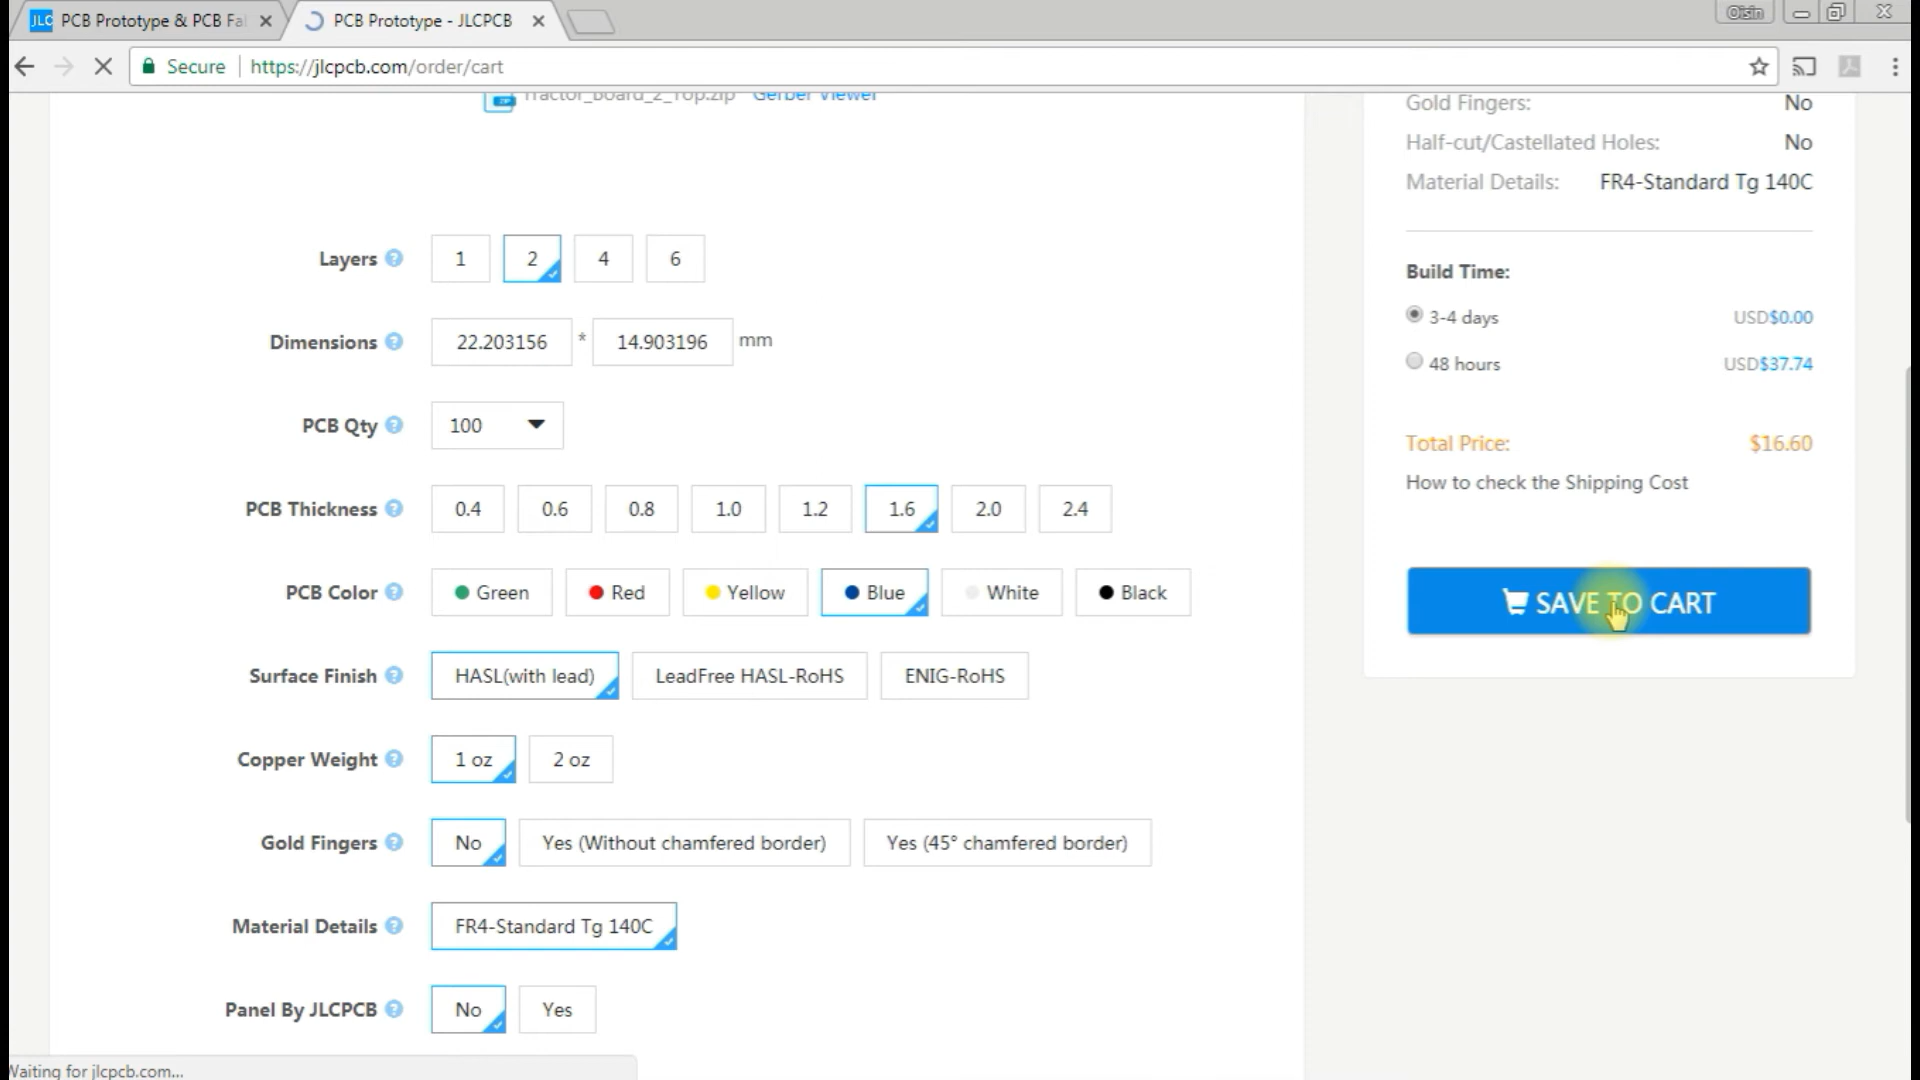 JLC PCB Prototype & PCB Fa
PCB Prototype - JLCPCB
Oisin
Secure https://jlcpcb.com/order/cart
Tractor_Board_2_Top.zip Gerber Viewer
Layers ? 1 2 4 6
Dimensions ? 22.203156 * 14.903196 mm
PCB Qty ? 100
PCB Thickness ? 0.4 0.6 0.8 1.0 1.2 1.6 2.0 2.4
PCB Color ? Green Red Yellow Blue White Black
Surface Finish ? HASL(with lead) LeadFree HASL-RoHS ENIG-RoHS
Copper Weight ? 1 oz 2 oz
Gold Fingers ? No Yes (Without chamfered border) Yes (45° chamfered border)
Material Details ? FR4-Standard Tg 140C
Panel By JLCPCB ? No Yes
Gold Fingers: No
Half-cut/Castellated Holes: No
Material Details: FR4-Standard Tg 140C
Build Time:
3-4 days USD$0.00
48 hours USD$37.74
Total Price: $16.60
How to check the Shipping Cost
SAVE TO CART
Waiting for jlcpcb.com...